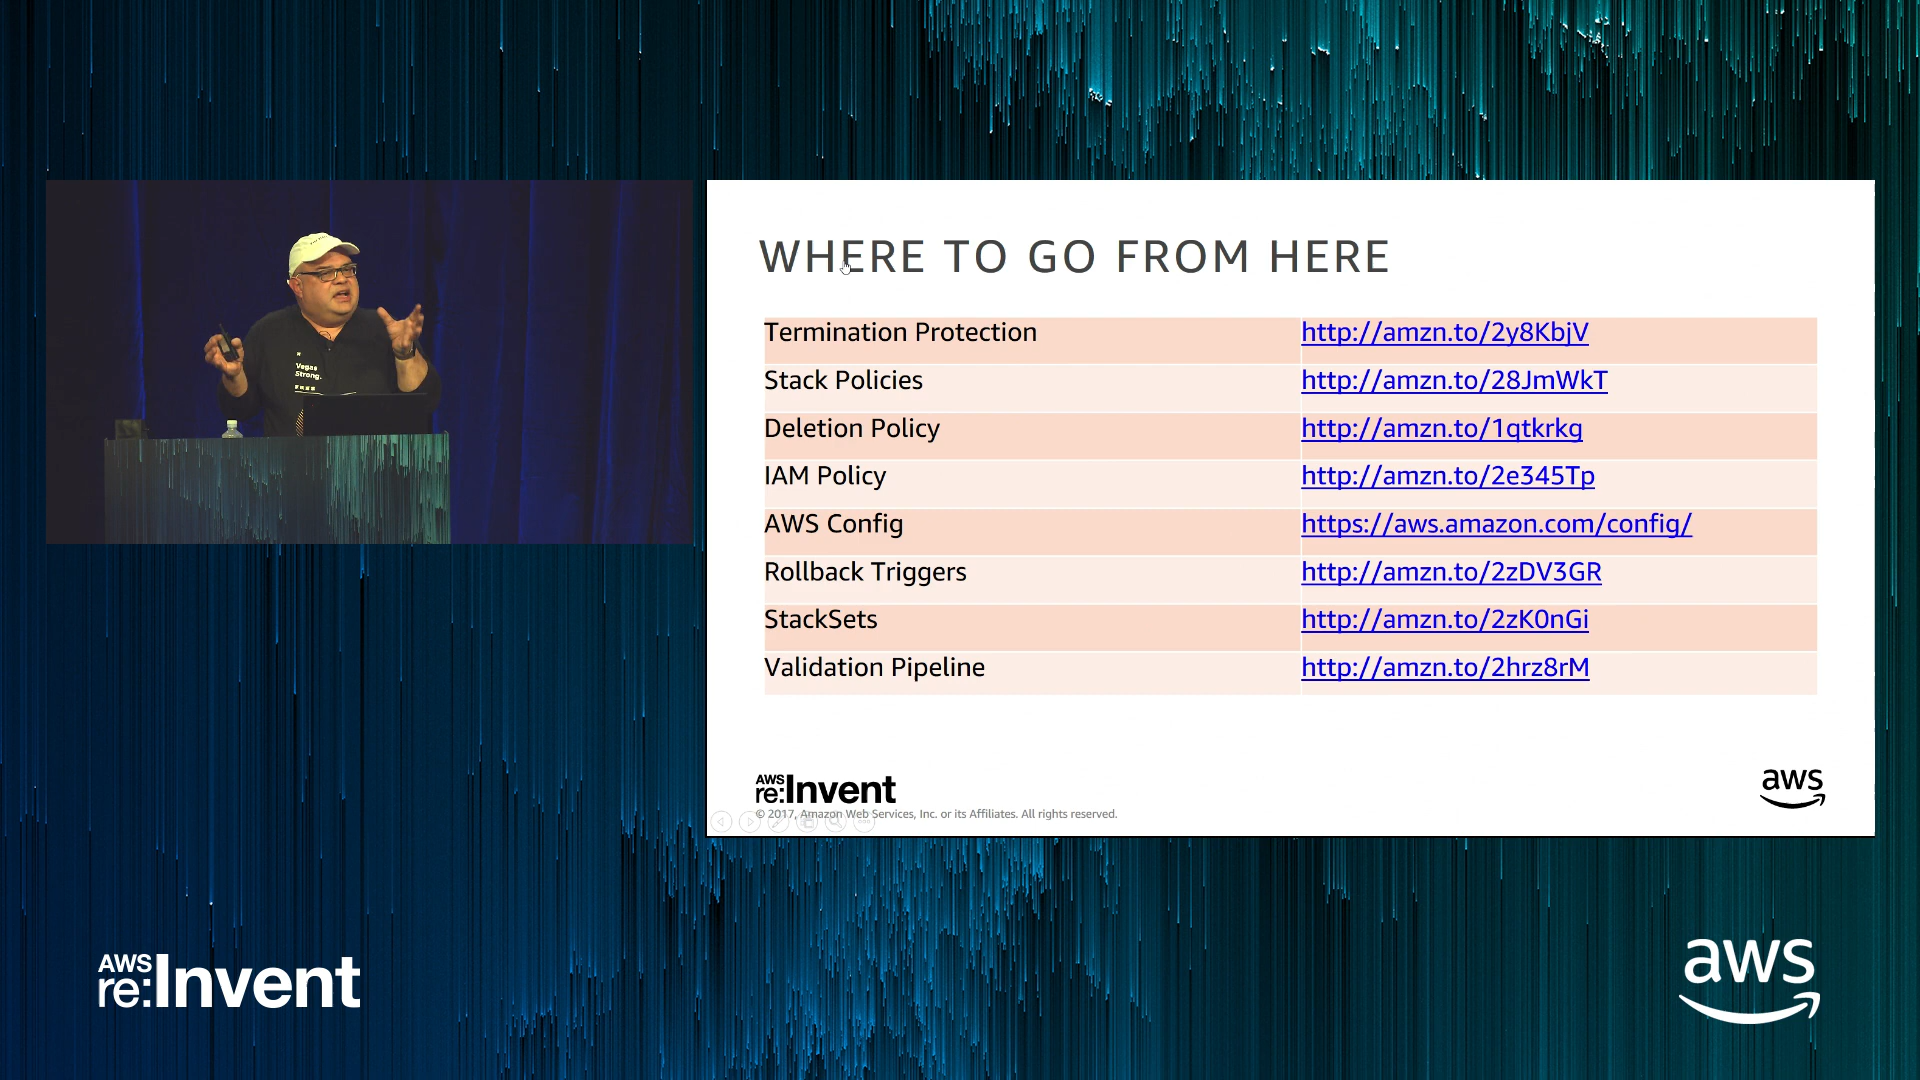 Vegas
Strong.
WHERE TO GO FROM HERE
Termination Protection http://amzn.to/2y8KbjV
Stack Policies http://amzn.to/28JmWkT
Deletion Policy http://amzn.to/1qtkrkg
IAM Policy http://amzn.to/2e345Tp
AWS Config https://aws.amazon.com/config/
Rollback Triggers http://amzn.to/2zDV3GR
StackSets http://amzn.to/2zK0nGi
Validation Pipeline http://amzn.to/2hrz8rM
AWS
re:Invent
aws
© 2017, Amazon Web Services, Inc. or its Affiliates. All rights reserved.
AWS
re:Invent
aws